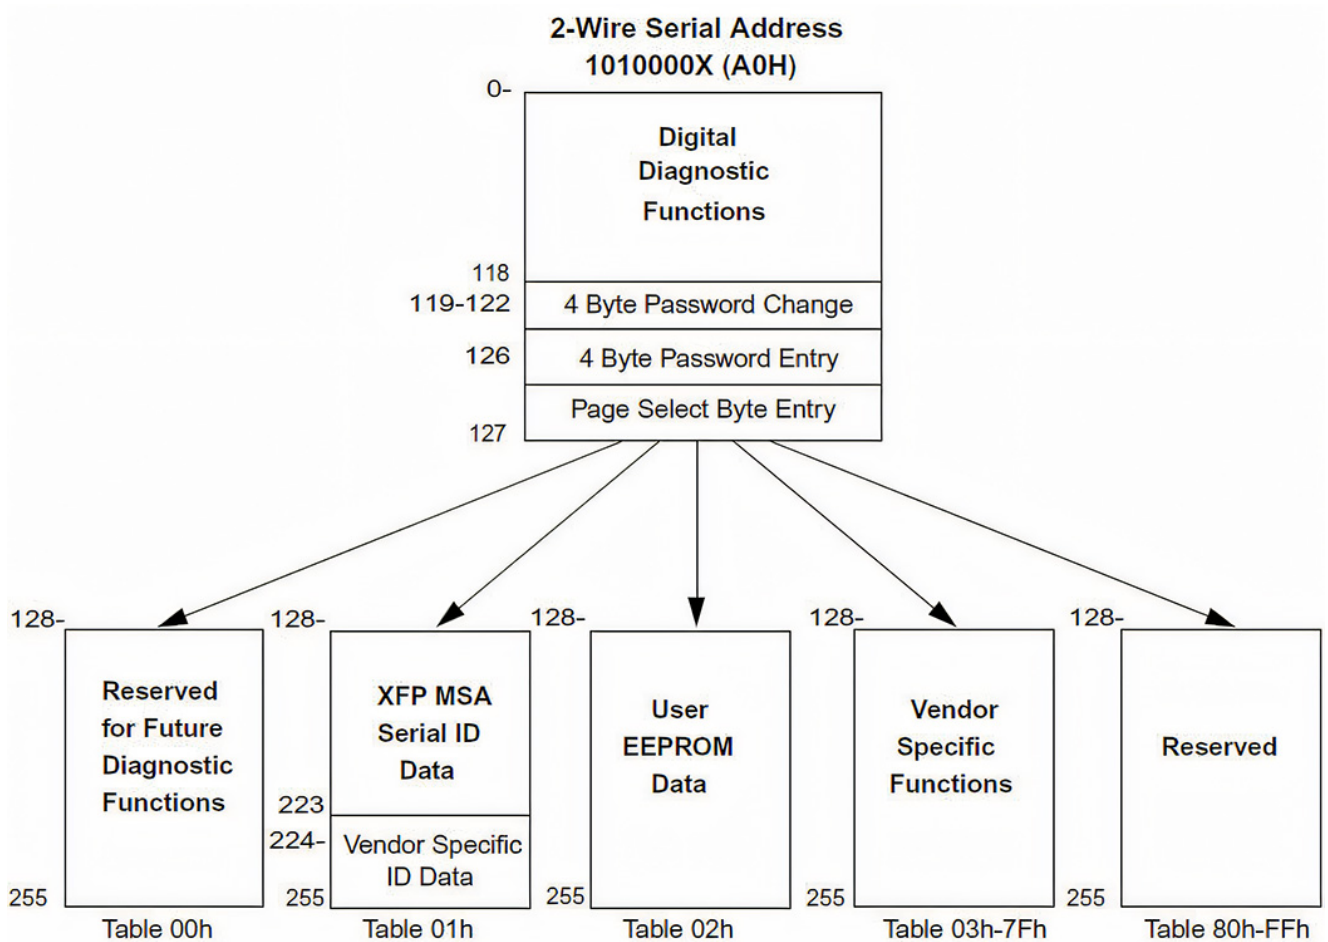 2-Wire Serial Address
1010000X (A0H)
0-
Digital
Diagnostic
Functions
118
119-122
4 Byte Password Change
126
4 Byte Password Entry
Page Select Byte Entry
127
128-
Reserved
for Future
Diagnostic
Functions
255
Table 00h
128-
XFP MSA
Serial ID
Data
223
224-
Vendor Specific
ID Data
255
Table 01h
128-
User
EEPROM
Data
255
Table 02h
128-
Vendor
Specific
Functions
255
Table 03h-7Fh
128-
Reserved
255
Table 80h-FFh